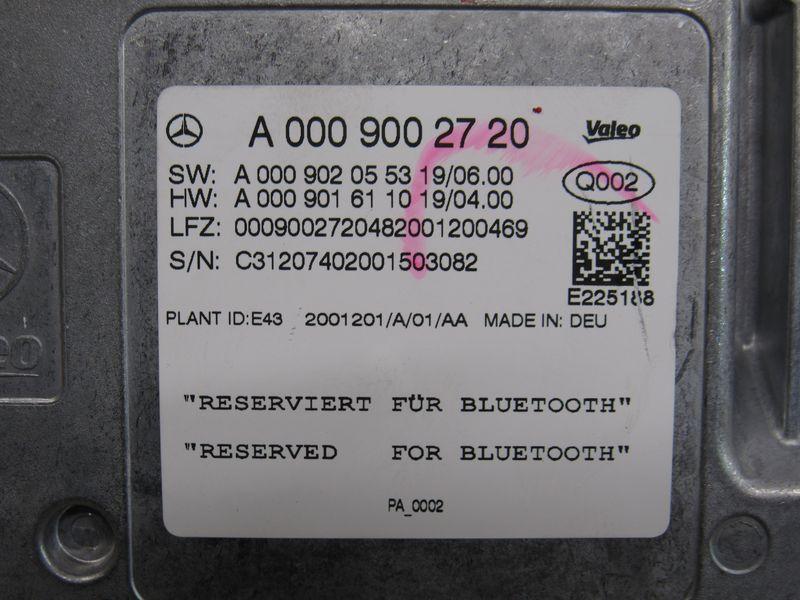 A 000 900 27 20
Valeo
SW: A 000 902 05 53 19/06.00
HW: A 000 901 61 10 19/04.00
Q002
LFZ: 0009002720482001200469
S/N: C31207402001503082
E225188
PLANT ID:E43 2001201/A/01/AA MADE IN: DEU
"RESERVIERT FÜR BLUETOOTH"
"RESERVED FOR BLUETOOTH"
PA_0002